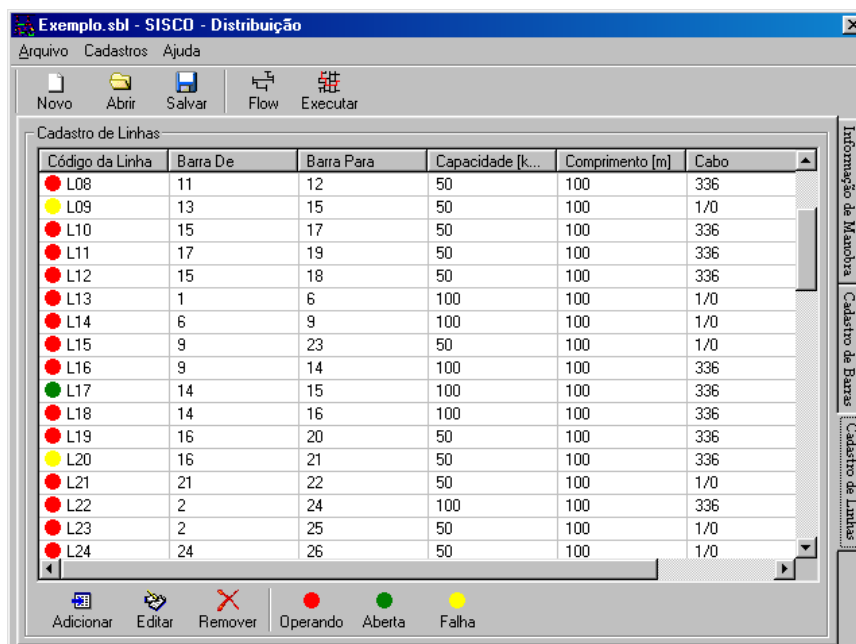 Exemplo.sbl - SISCO - Distribuição
Arquivo Cadastros Ajuda
Novo Abrir Salvar Flow Executar
Cadastro de Linhas
Código da Linha Barra De Barra Para Capacidade [k... Comprimento [m] Cabo
L08 11 12 50 100 336
L09 13 15 50 100 1/0
L10 15 17 50 100 336
L11 17 19 50 100 336
L12 15 18 50 100 336
L13 1 6 100 100 1/0
L14 6 9 100 100 1/0
L15 9 23 50 100 1/0
L16 9 14 100 100 336
L17 14 15 100 100 336
L18 14 16 100 100 336
L19 16 20 50 100 336
L20 16 21 50 100 336
L21 21 22 50 100 1/0
L22 2 24 100 100 336
L23 2 25 50 100 1/0
L24 24 26 50 100 1/0
Adicionar Editar Remover Operando Aberta Falha
Informação de Manobra
Cadastro de Barras
Cadastro de Linhas